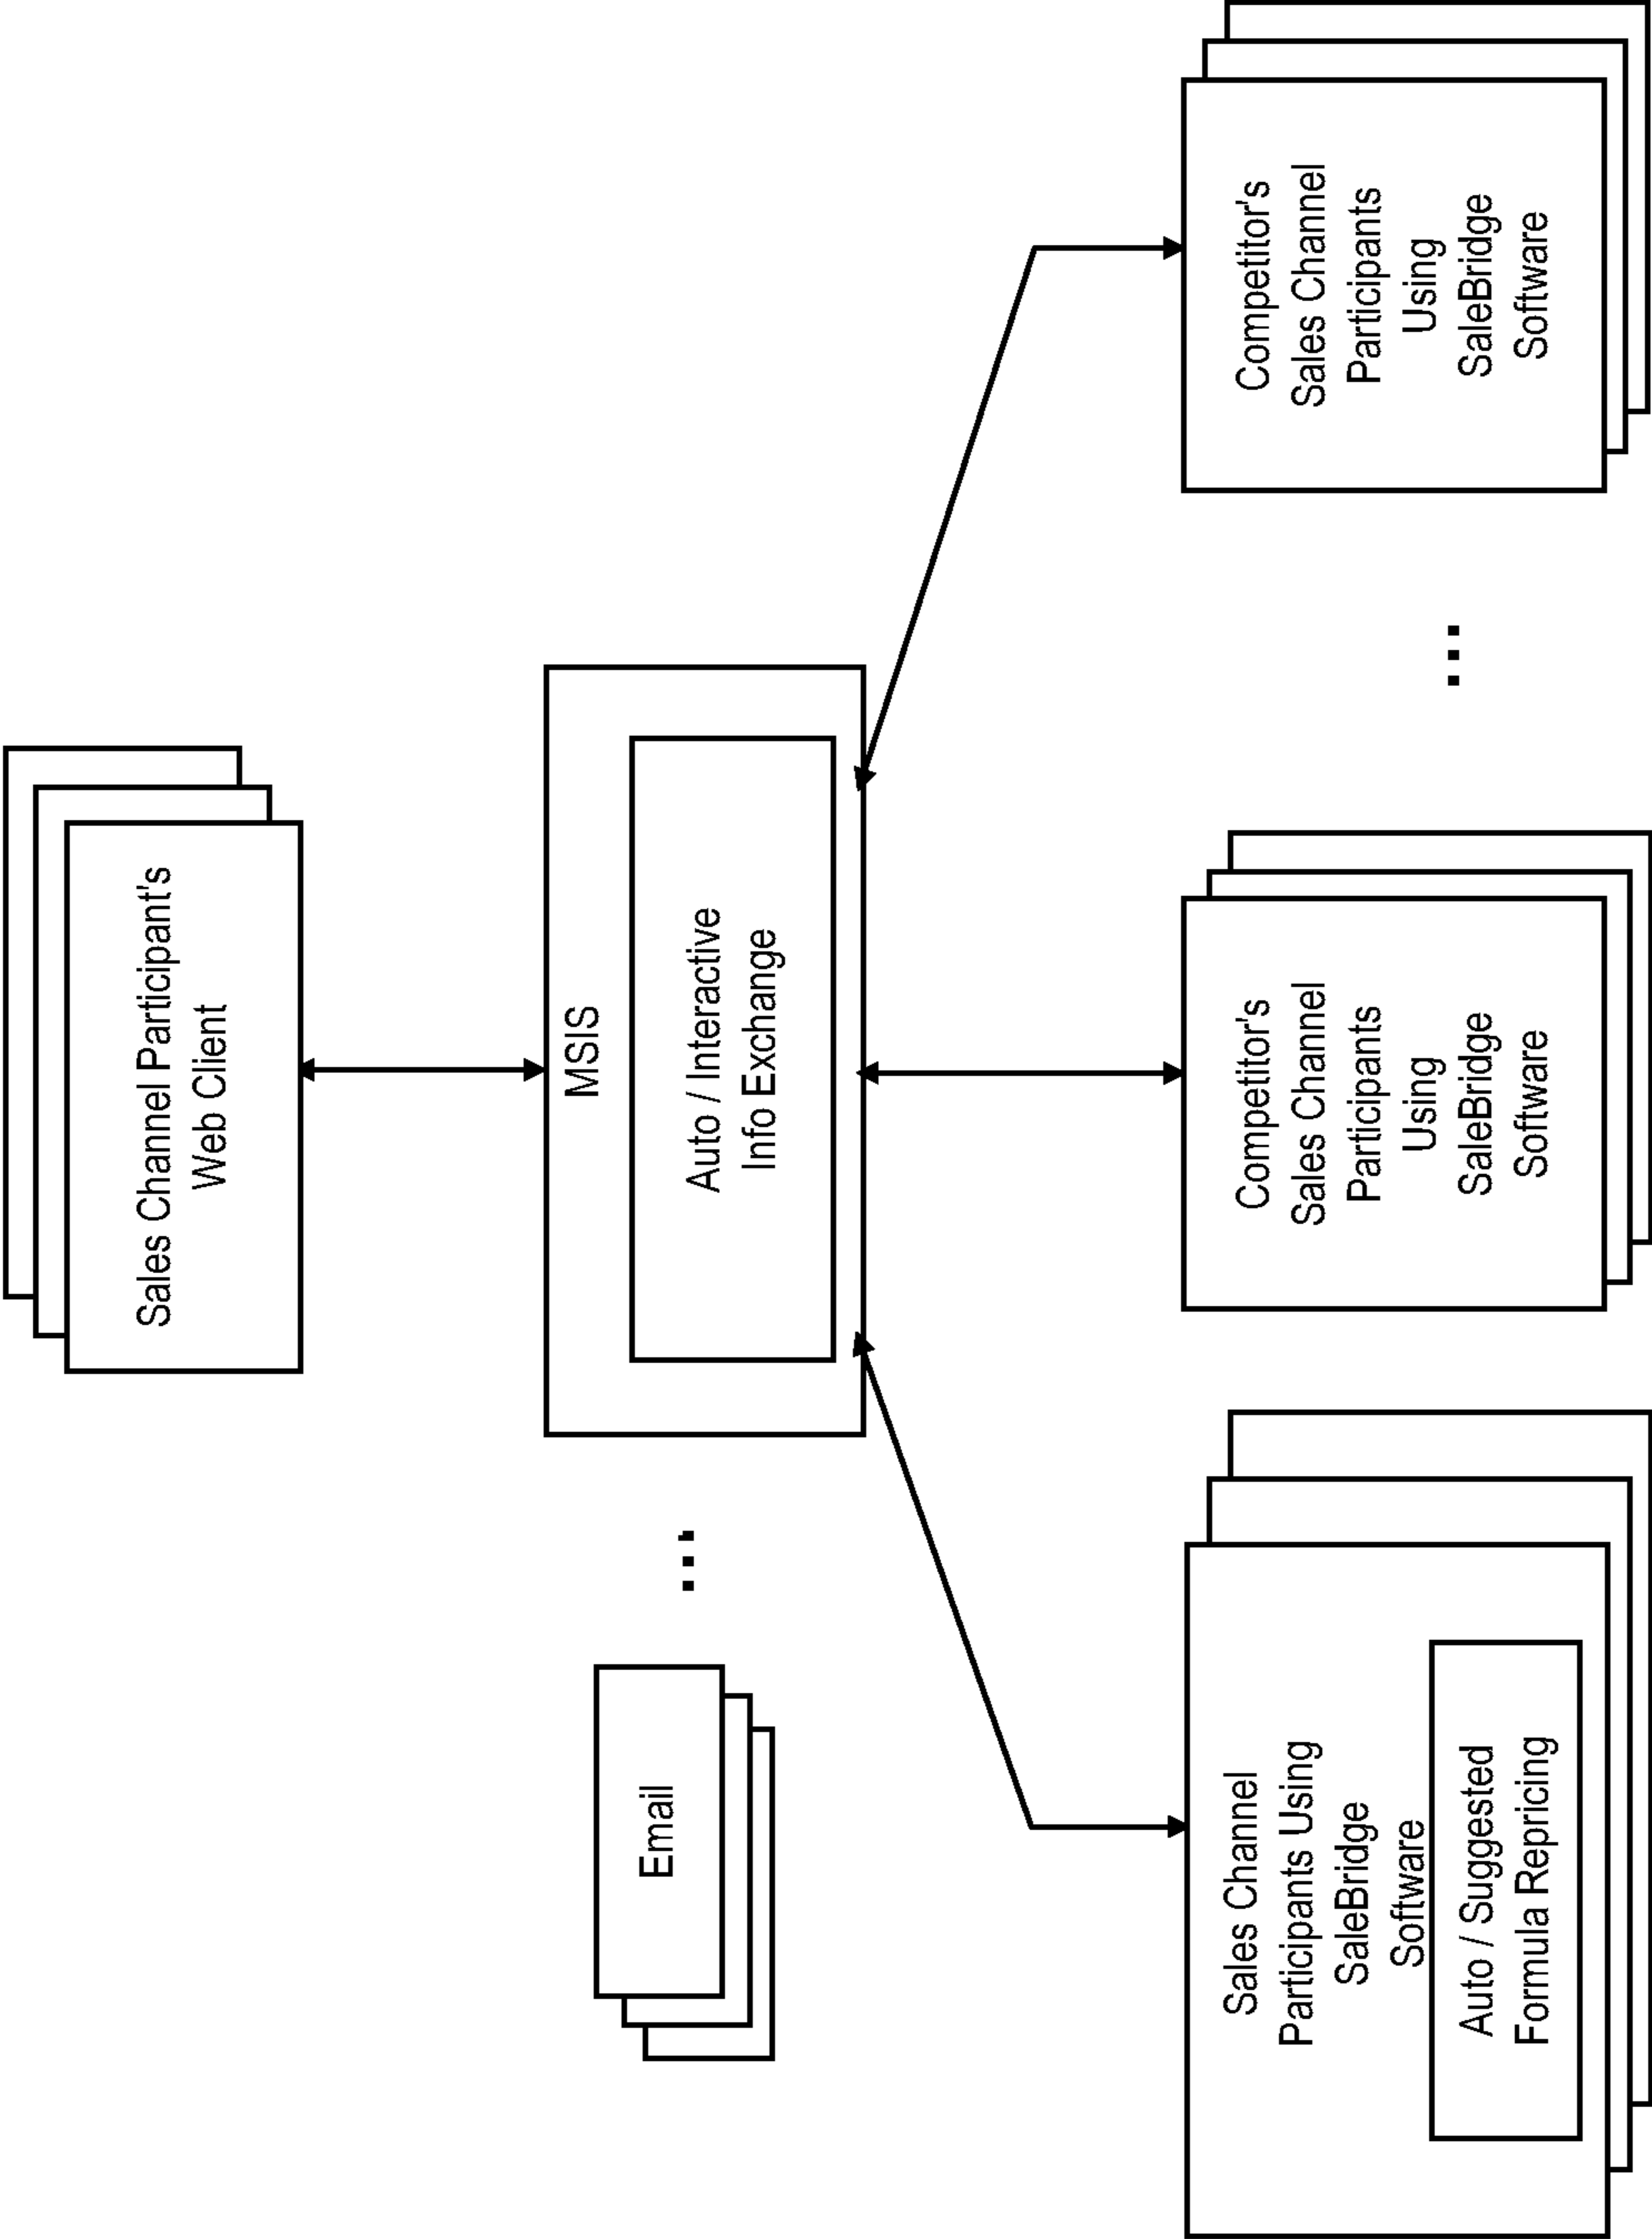 Sales Channel Participant's
Web Client
Email
...
MSIS
Auto / Interactive
Info Exchange
Sales Channel
Participants Using
SaleBridge
Software
Auto / Suggested
Formula Repricing
Competitor's
Sales Channel
Participants
Using
SaleBridge
Software
...
Competitor's
Sales Channel
Participants
Using
SaleBridge
Software